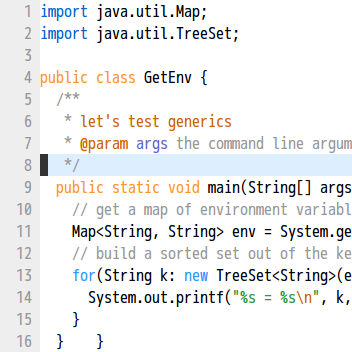 1 import java.util.Map;
2 import java.util.TreeSet;
3
4 public class GetEnv {
5   /**
6    * let's test generics
7    * @param args the command line argum
8    */
9   public static void main(String[] args
10     // get a map of environment variabl
11     Map<String, String> env = System.ge
12     // build a sorted set out of the ke
13     for(String k: new TreeSet<String>(e
14       System.out.printf("%s = %s\n", k,
15     }
16   }    }